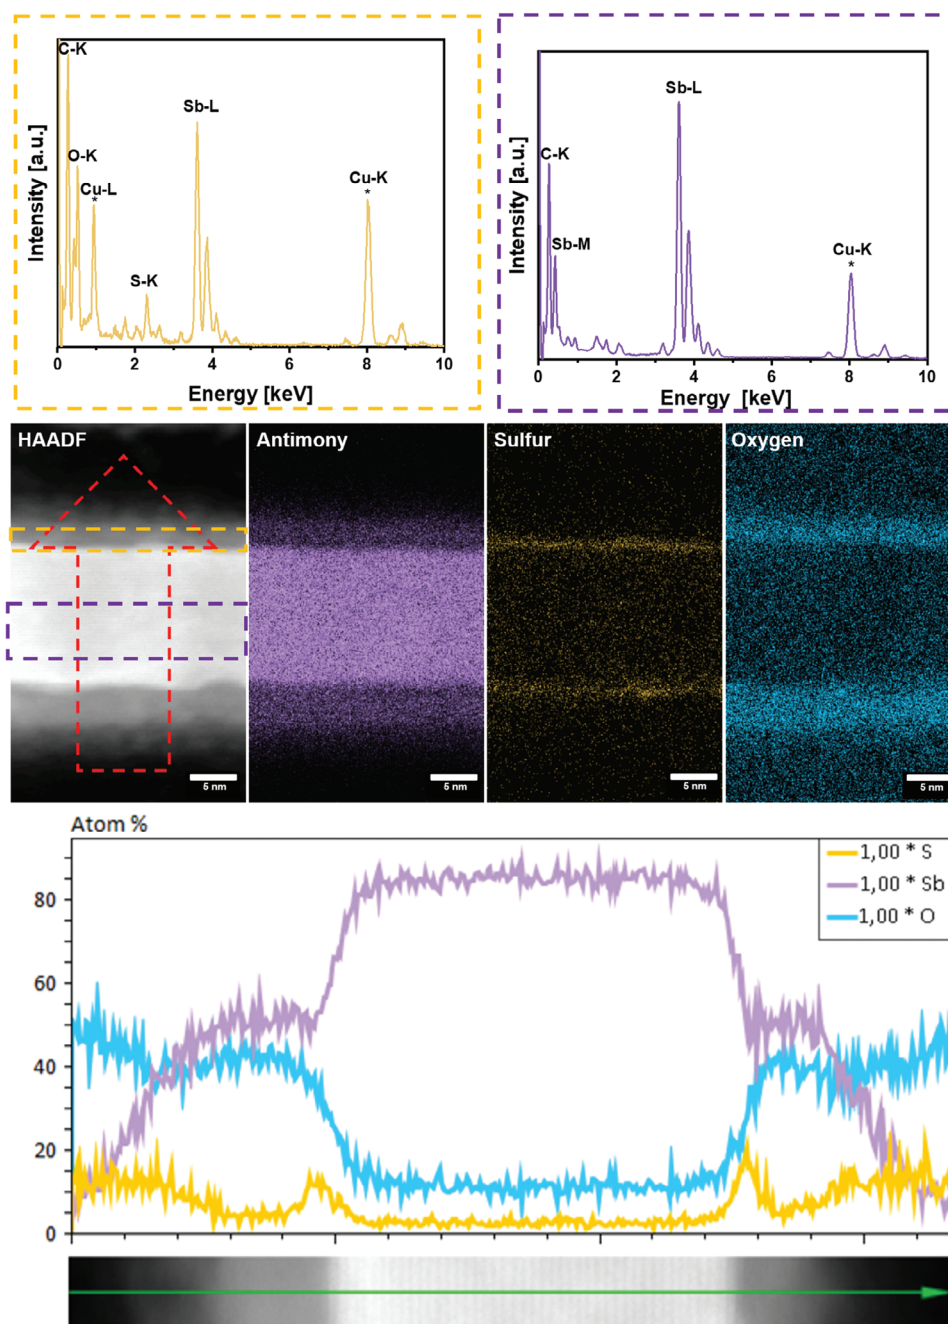 C-K
O-K
Cu-L
*
S-K
Sb-L
Cu-K
*
Intensity [a.u.]
0 2 4 6 8 10
Energy [keV]
C-K
Sb-M
Sb-L
Cu-K
*
Intensity [a.u.]
0 2 4 6 8 10
Energy [keV]
HAADF
5 nm
Antimony
5 nm
Sulfur
5 nm
Oxygen
5 nm
Atom %
80
60
40
20
0
1,00 * S
1,00 * Sb
1,00 * O